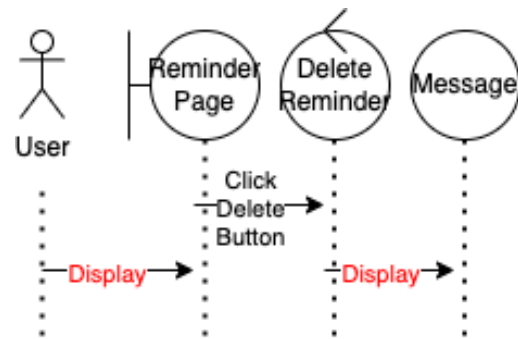 Reminder
Page
Delete
Reminder
Message
User
Click
Delete
Button
Display
Display